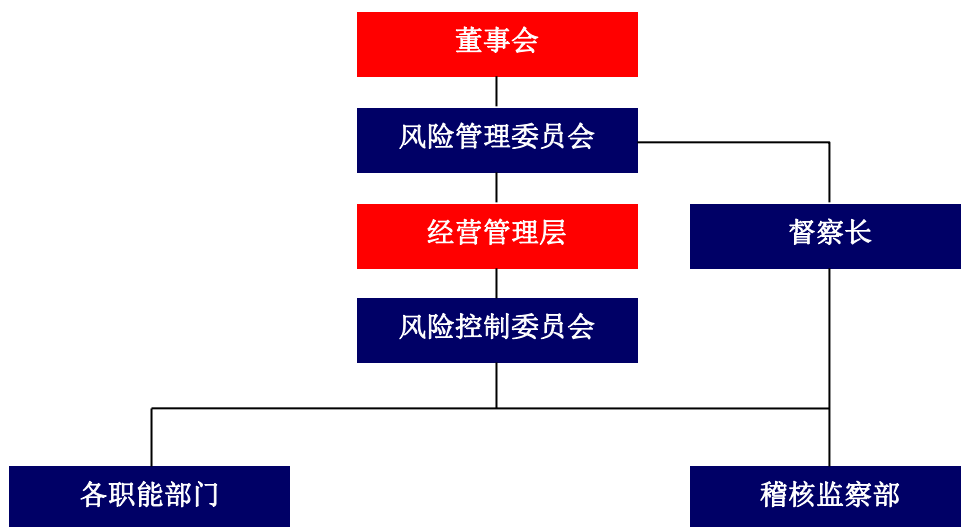 董事会
风险管理委员会
经营管理层
督察长
风险控制委员会
各职能部门
稽核监察部